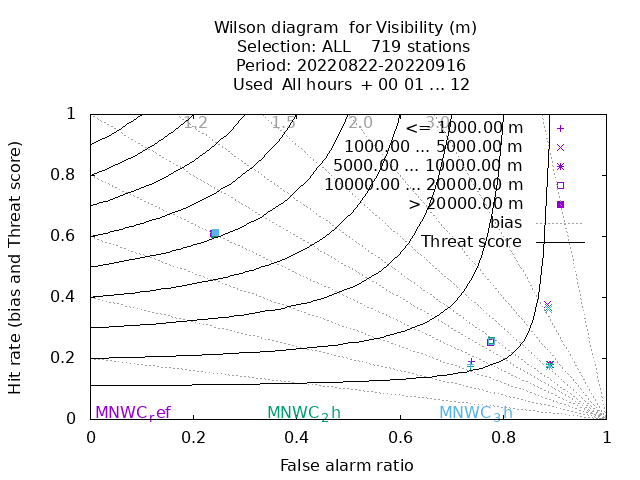 Wilson diagram  for Visibility (m)
Selection: ALL    719 stations
Period: 20220822-20220916
Used  All hours  + 00 01 ... 12
1.2 1.5 2.0 3.0
<= 1000.00 m
1000.00 ... 5000.00 m
5000.00 ... 10000.00 m
10000.00 ... 20000.00 m
> 20000.00 m
bias
Threat score
Hit rate (bias and Threat score)
1
0.8
0.6
0.4
0.2
0
MNWC_ref MNWC_2h MNWC_3h
0 0.2 0.4 0.6 0.8 1
False alarm ratio